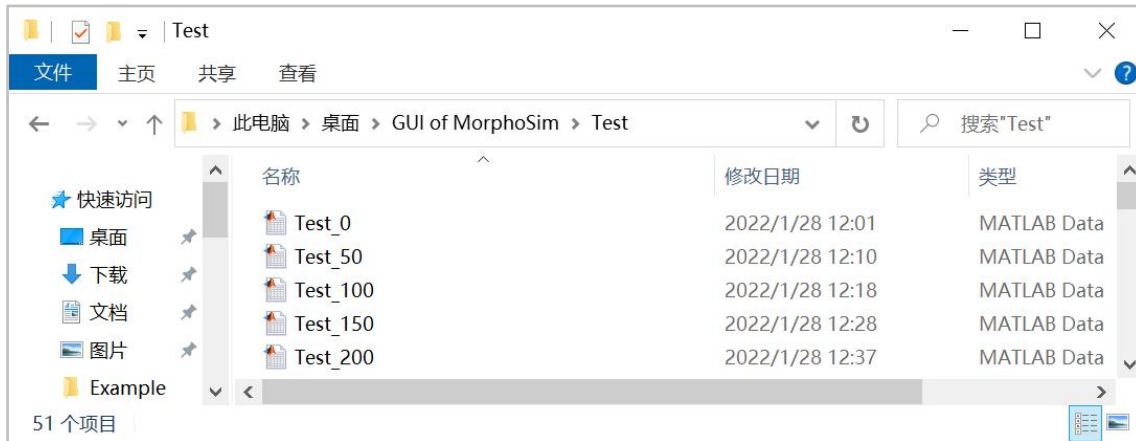 Test
文件 主页 共享 查看
此电脑 > 桌面 > GUI of MorphoSim > Test 搜索"Test"
名称 修改日期 类型
快速访问
桌面
下载
文档
图片
Example
Test_0 2022/1/28 12:01 MATLAB Data
Test_50 2022/1/28 12:10 MATLAB Data
Test_100 2022/1/28 12:18 MATLAB Data
Test_150 2022/1/28 12:28 MATLAB Data
Test_200 2022/1/28 12:37 MATLAB Data
51 个项目